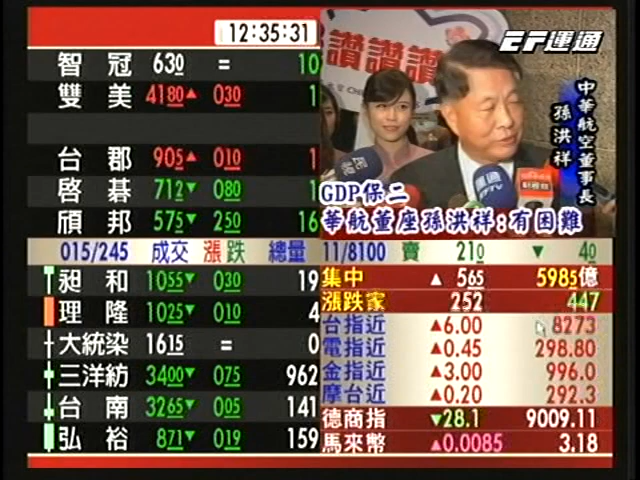 12:35:31
智冠 630 = 10
雙美 4180▲ 030 1
台郡 905▲ 010 1
啓碁 712▼ 080 1
頎邦 575▼ 250 16
015/245 成交 漲跌 總量
昶和 1055▼ 030 19
理隆 1025▼ 010 4
大統染 1615 = 0
三洋紡 3400▼ 075 962
台南 3265▼ 005 141
弘裕 871▼ 019 159
EF運通
讚讚讚
中華航空董事長
孫洪祥
運通
GDP保二
華航董座孫洪祥:有困難
11/8100 賣 210 ▼ 40
集中 ▲ 565 5985億
漲跌家 252 447
台指近 ▲6.00 8273
電指近 ▲0.45 298.80
金指近 ▲3.00 996.0
摩台近 ▲0.20 292.3
德商指 ▼28.1 9009.11
馬來幣 ▲0.0085 3.18